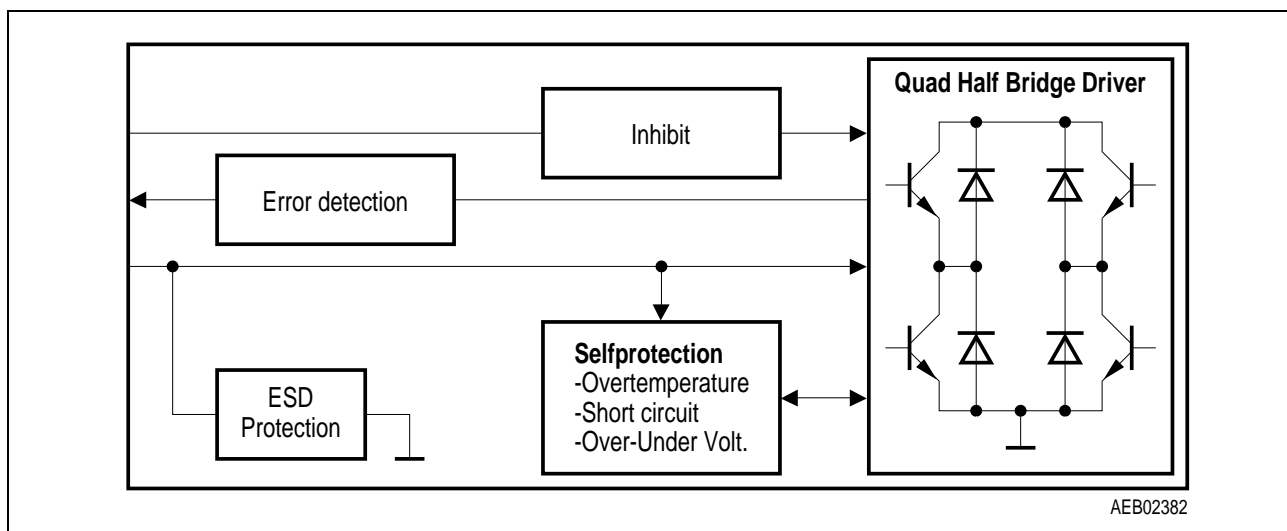 Quad Half Bridge Driver
Inhibit
Error detection
Selfprotection
-Overtemperature
-Short circuit
-Over-Under Volt.
ESD
Protection
AEB02382